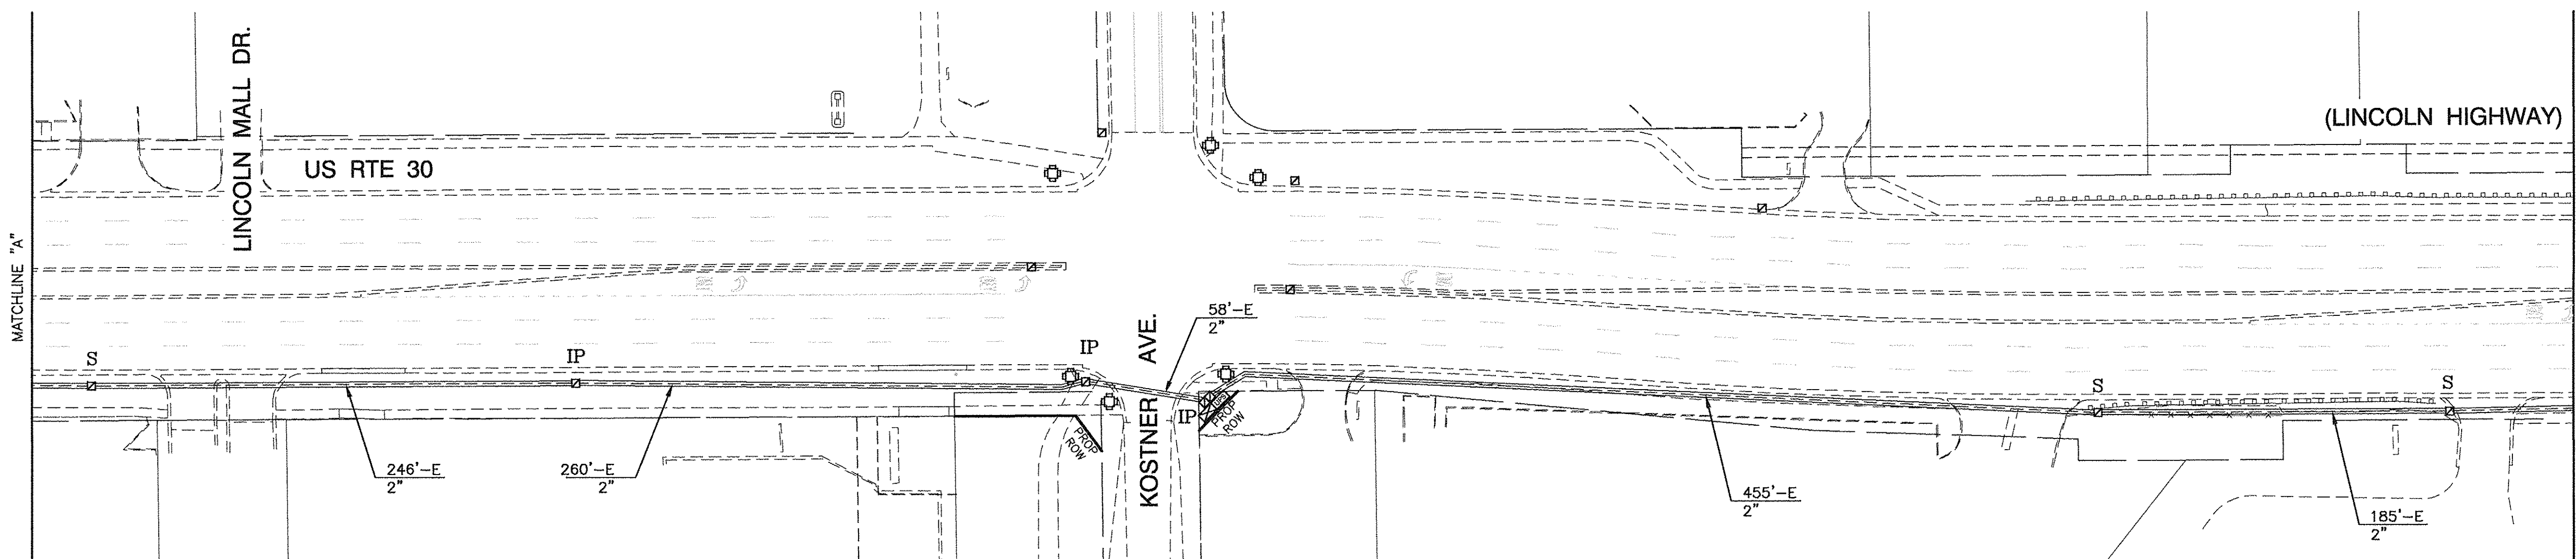 MATCHLINE "A"
LINCOLN MALL DR.
US RTE 30
(LINCOLN HIGHWAY)
58'-E
2"
KOSTNER AVE.
S
IP
IP
IP
S
S
PROP
ROW
PROP
ROW
246'-E
2"
260'-E
2"
455'-E
2"
185'-E
2"